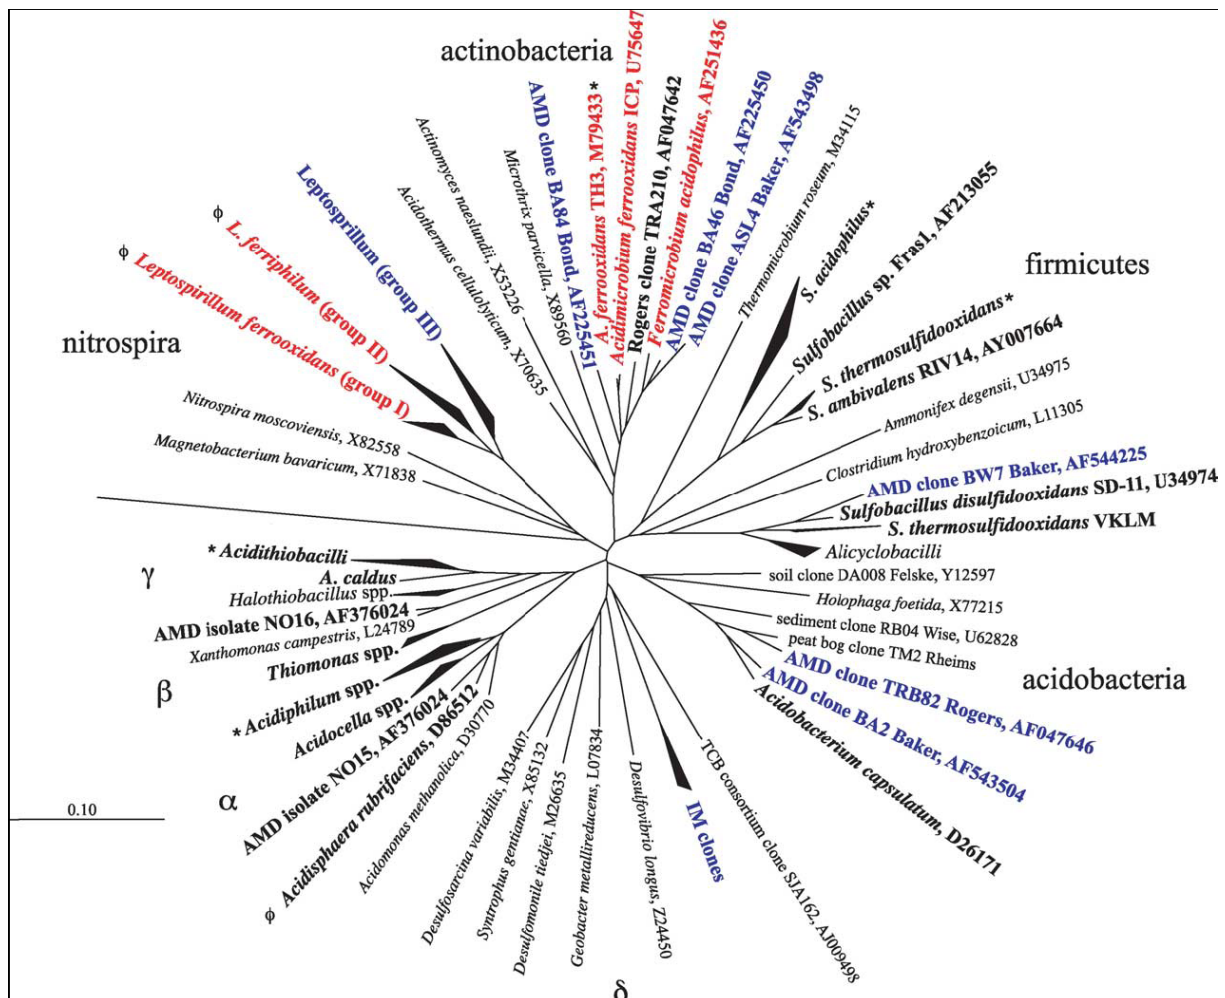 actinobacteria
Actinomyces naeslundii, X53226
Acidothermus cellulolyticum, X70635
Microthrix parvicella, X89560
AMD clone BA84 Bond, AF225451
A. ferrooxidans TH3, M79433 *
Acidimicrobium ferrooxidans ICP, U75647
Rogers clone TRA210, AF047642
Ferromicrobium acidophilus, AF251436
AMD clone BA46 Bond, AF225450
AMD clone ASL4 Baker, AF543498
Thermomicrobium roseum, M34115
firmicutes
S. acidophilus*
Sulfobacillus sp. Fras1, AF213055
S. thermosulfidooxidans*
S. ambivalens RIV14, AY007664
Ammonifex degensii, U34975
Clostridium hydroxybenzoicum, L11305
AMD clone BW7 Baker, AF544225
Sulfobacillus disulfidooxidans SD-11, U34974
S. thermosulfidooxidans VKLM
Alicyclobacilli
soil clone DA008 Felske, Y12597
Holophaga foetida, X77215
sediment clone RB04 Wise, U62828
peat bog clone TM2 Rheims
acidobacteria
AMD clone TRB82 Rogers, AF047646
AMD clone BA2 Baker, AF543504
Acidobacterium capsulatum, D26171
TCB consortium clone SJA162, AJ009498
IM clones
Desulfovibrio longus, Z24450
Geobacter metallireducens, L07834
Desulfomonile tiedjei, M26635
Syntrophus gentianae, X85132
Desulfosarcina variabilis, M34407
δ
Acidomonas methanolica, D30770
ϕ Acidisphaera rubrifaciens, D86512
AMD isolate NO15, AF376024
Acidocella spp.
* Acidiphilum spp.
α
β
Thiomonas spp.
Xanthomonas campestris, L24789
AMD isolate NO16, AF376024
Halothiobacillus spp.
A. caldus
* Acidithiobacilli
γ
nitrospira
Magnetobacterium bavaricum, X71838
Nitrospira moscoviensis, X82558
ϕ Leptospirillum ferrooxidans (group I)
ϕ L. ferriphilum (group II)
Leptosprillum (group III)
0.10